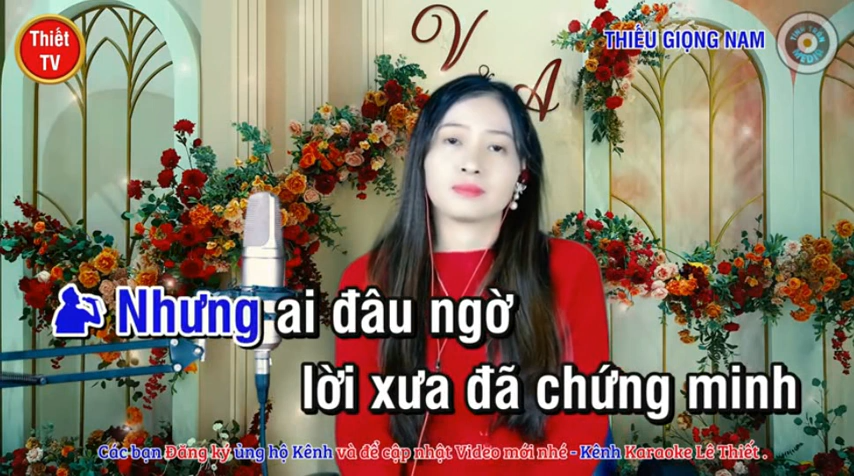 Thiết
TV
V
&
A
THIẾU GIỌNG NAM
Nhưng ai đâu ngờ
lời xưa đã chứng minh
Các bạn Đăng ký ủng hộ Kênh và để cập nhật Video mới nhé - Kênh Karaoke Lê Thiết .